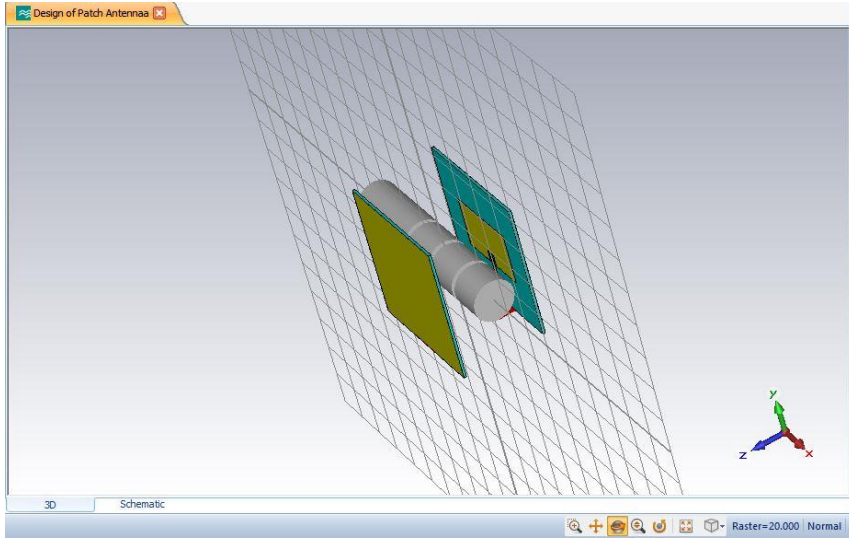 Design of Patch Antennaa
y
z
x
3D
Schematic
Raster=20.000
Normal